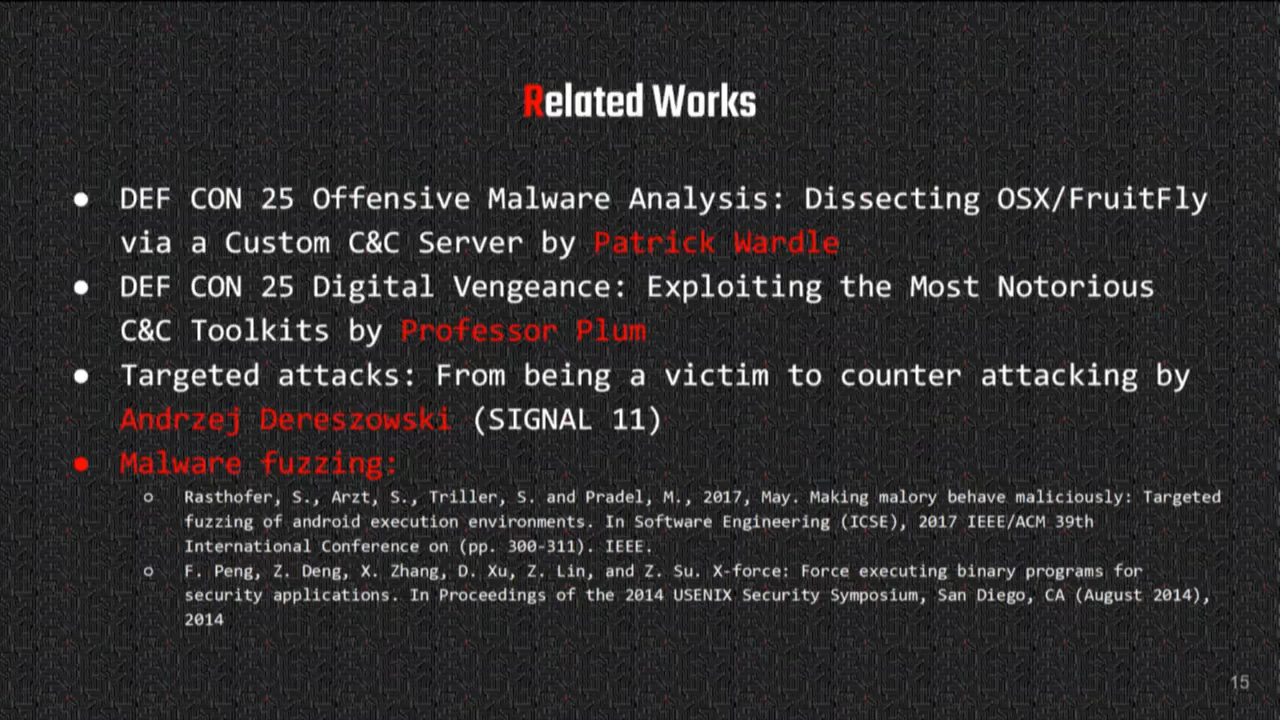 Related Works
● DEF CON 25 Offensive Malware Analysis: Dissecting OSX/FruitFly
via a Custom C&C Server by Patrick Wardle
● DEF CON 25 Digital Vengeance: Exploiting the Most Notorious
C&C Toolkits by Professor Plum
● Targeted attacks: From being a victim to counter attacking by
Andrzej Dereszowski (SIGNAL 11)
● Malware fuzzing:
○ Rasthofer, S., Arzt, S., Triller, S. and Pradel, M., 2017, May. Making malory behave maliciously: Targeted
fuzzing of android execution environments. In Software Engineering (ICSE), 2017 IEEE/ACM 39th
International Conference on (pp. 300-311). IEEE.
○ F. Peng, Z. Deng, X. Zhang, D. Xu, Z. Lin, and Z. Su. X-force: Force executing binary programs for
security applications. In Proceedings of the 2014 USENIX Security Symposium, San Diego, CA (August 2014),
2014
15